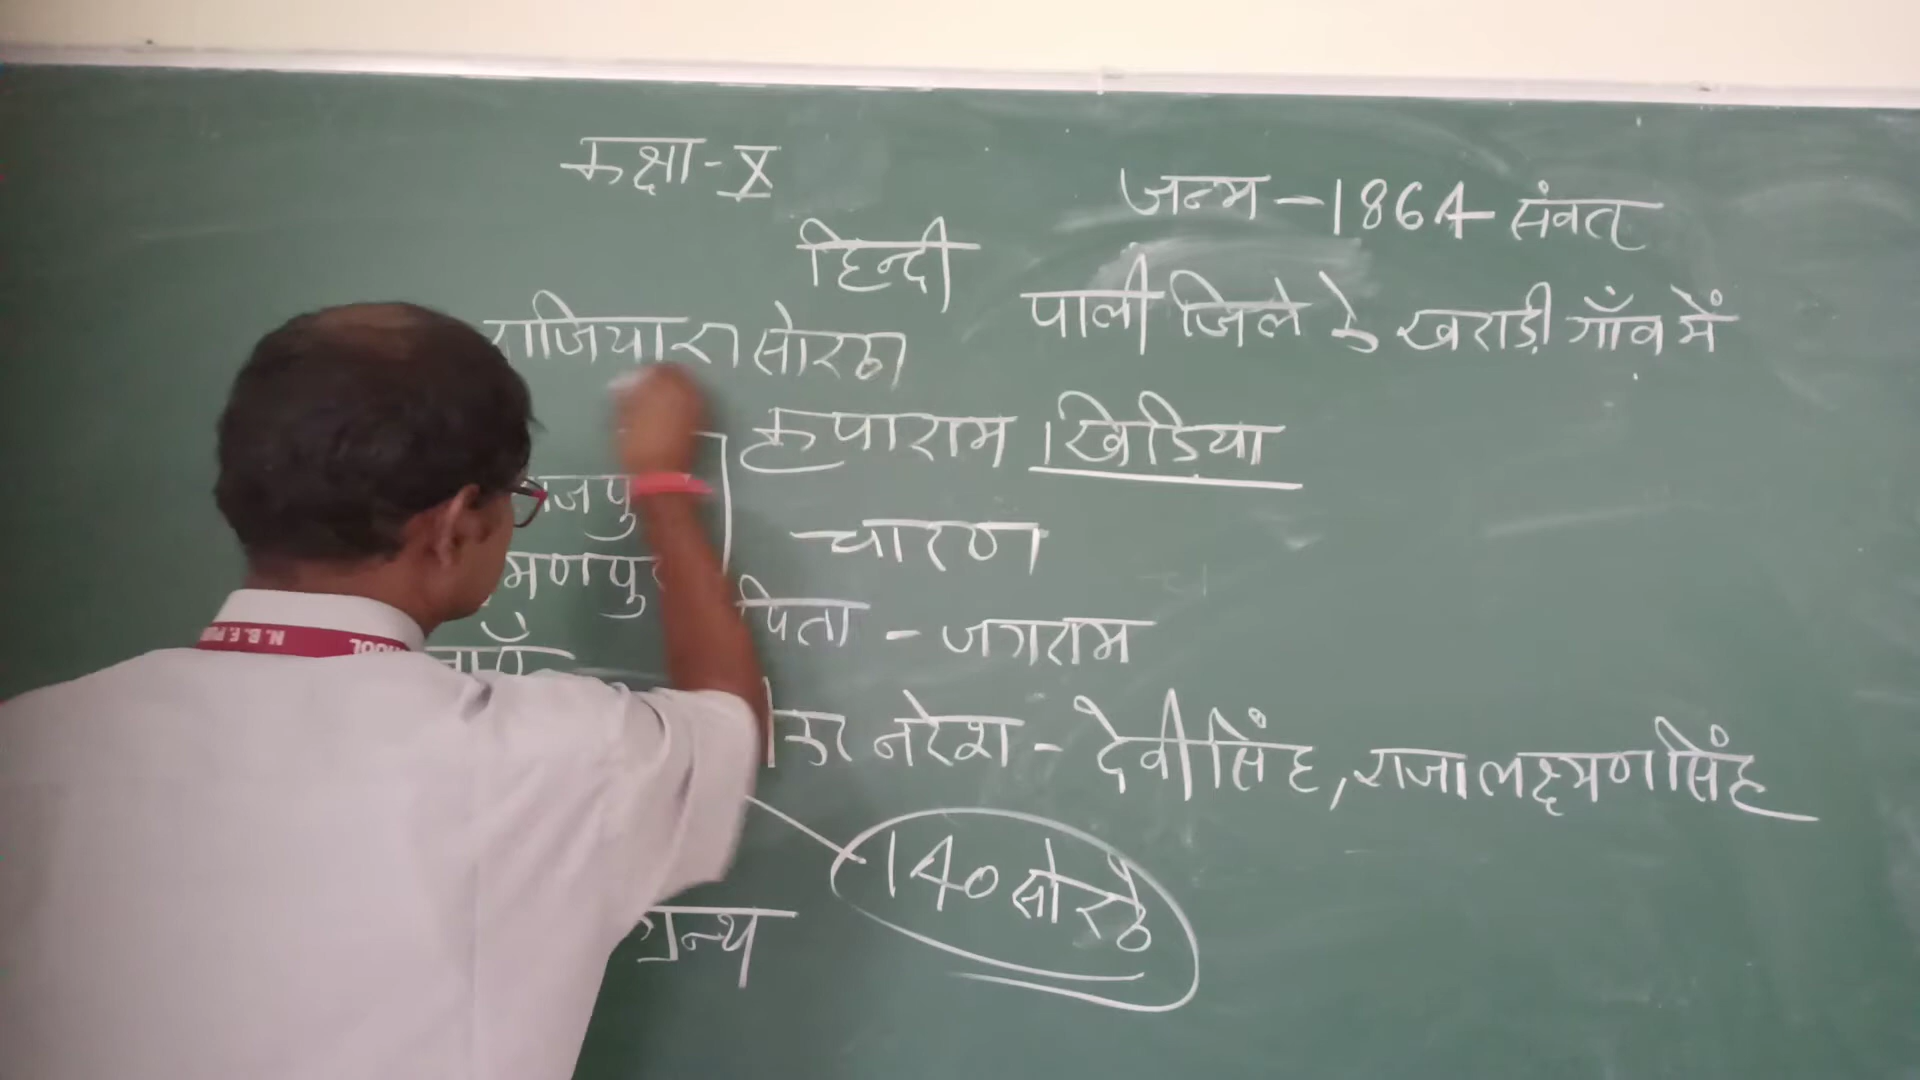 कक्षा-X
हिन्दी
राजिया रा सोरठा
कृपाराम खिडिया
चारण
पिता - जगराम
नरेश - देवीसिंह, राजा लक्ष्मणसिंह
140 सोरठे
ग्रन्थ
जन्म - 1864 संवत्
पाली जिले के खराड़ी गाँव में
N. B. F.